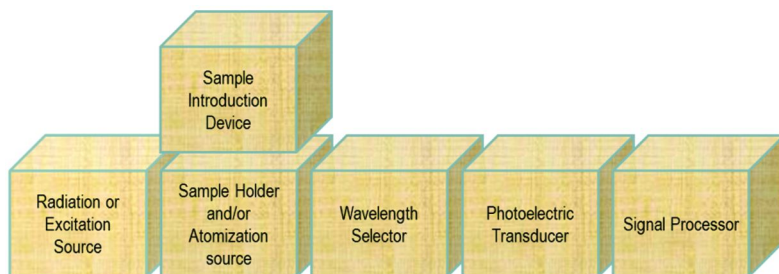 Sample
Introduction
Device
Radiation or
Excitation
Source
Sample Holder
and/or
Atomization
source
Wavelength
Selector
Photoelectric
Transducer
Signal Processor